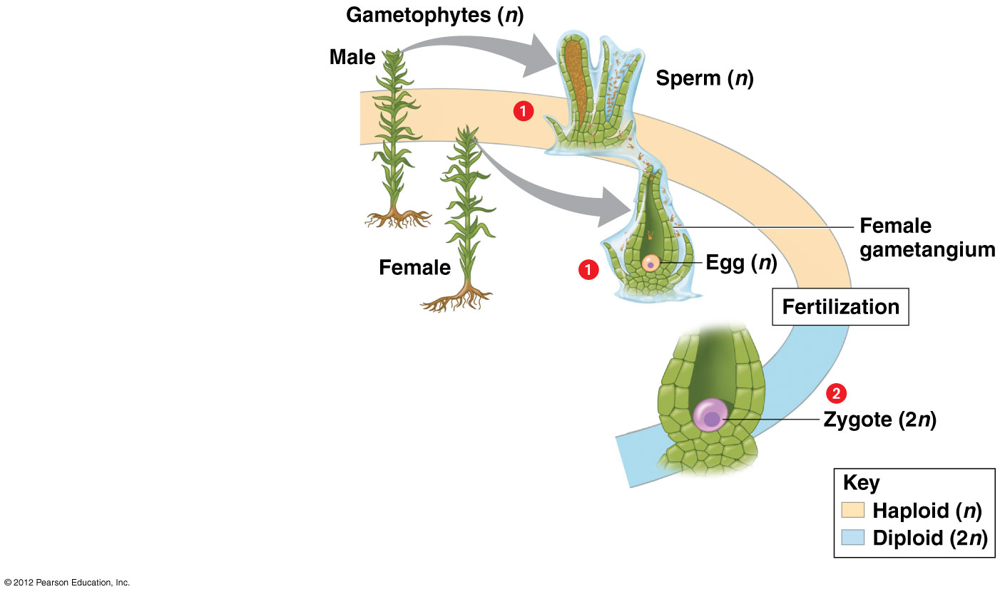 Gametophytes (n)
Male
Sperm (n)
1
Female
gametangium
Egg (n)
Female
1
Fertilization
2
Zygote (2n)
Key
Haploid (n)
Diploid (2n)
© 2012 Pearson Education, Inc.